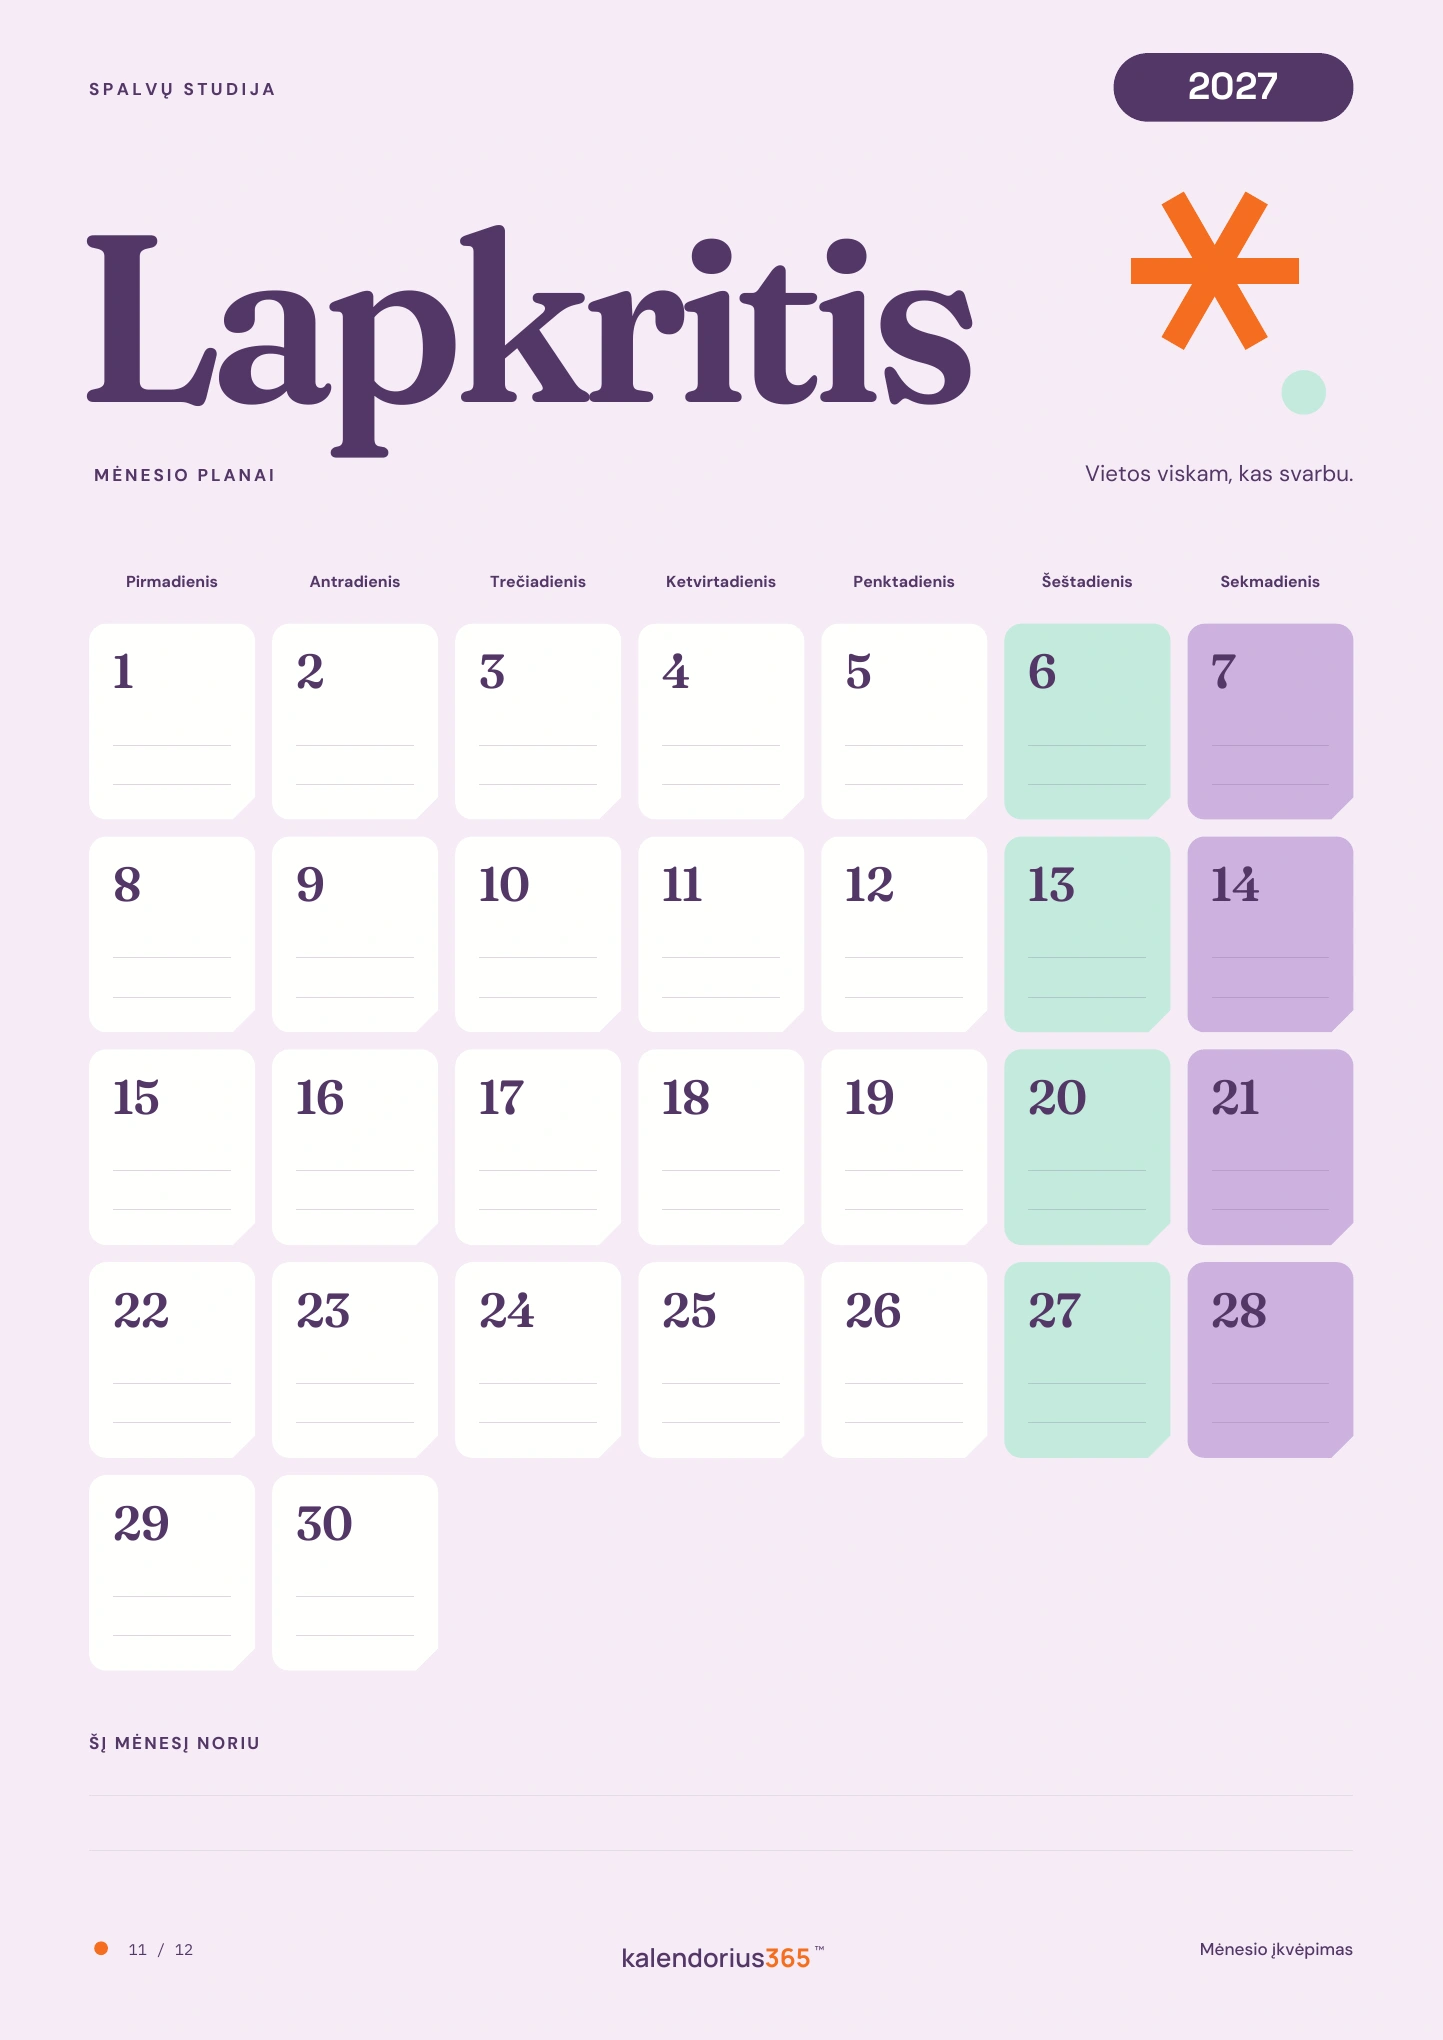 SPALVŲ STUDIJA
2027
Lapkritis
MĖNESIO PLANAI
Vietos viskam, kas svarbu.
Pirmadienis Antradienis Trečiadienis Ketvirtadienis Penktadienis Šeštadienis Sekmadienis
1 2 3 4 5 6 7
8 9 10 11 12 13 14
15 16 17 18 19 20 21
22 23 24 25 26 27 28
29 30
ŠĮ MĖNESĮ NORIU
11 / 12
kalendorius365™
Mėnesio įkvėpimas